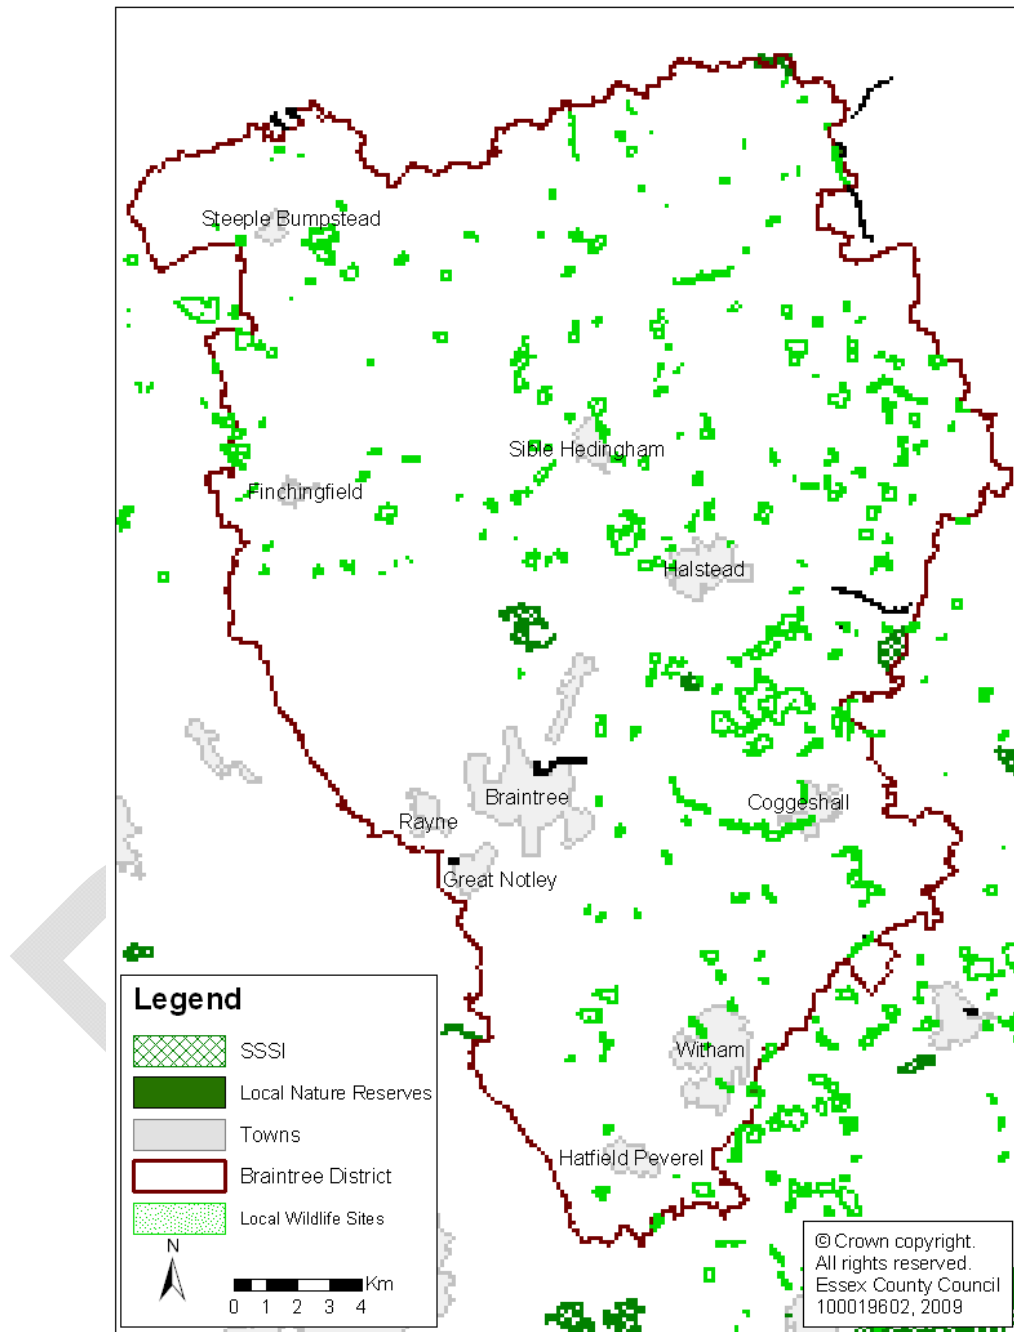 Steeple Bumpstead
Sible Hedingham
Finchingfield
Halstead
Braintree
Coggeshall
Rayne
Great Notley
Witham
Hatfield Peverel
Legend
SSSI
Local Nature Reserves
Towns
Braintree District
Local Wildlife Sites
N
Km
0 1 2 3 4
© Crown copyright.
All rights reserved.
Essex County Council
100019602, 2009